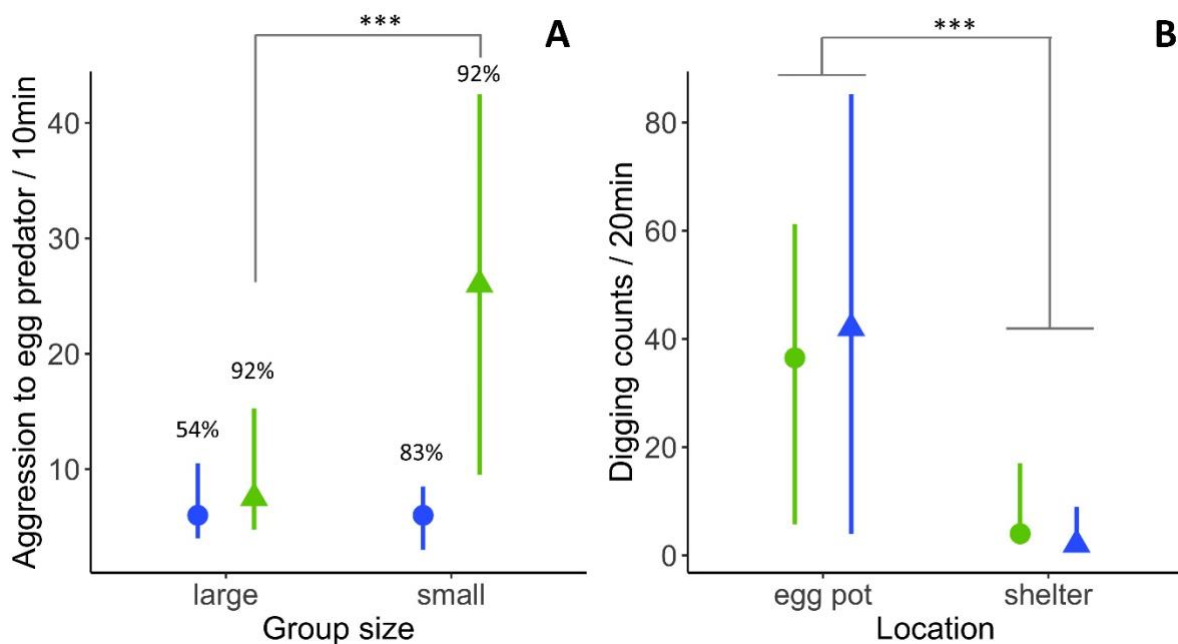 ***
A
92%
Aggression to egg predator / 10min
40
30
20
10
92%
54%
83%
large
small
Group size
***
B
Digging counts / 20min
80
60
40
20
0
egg pot
shelter
Location